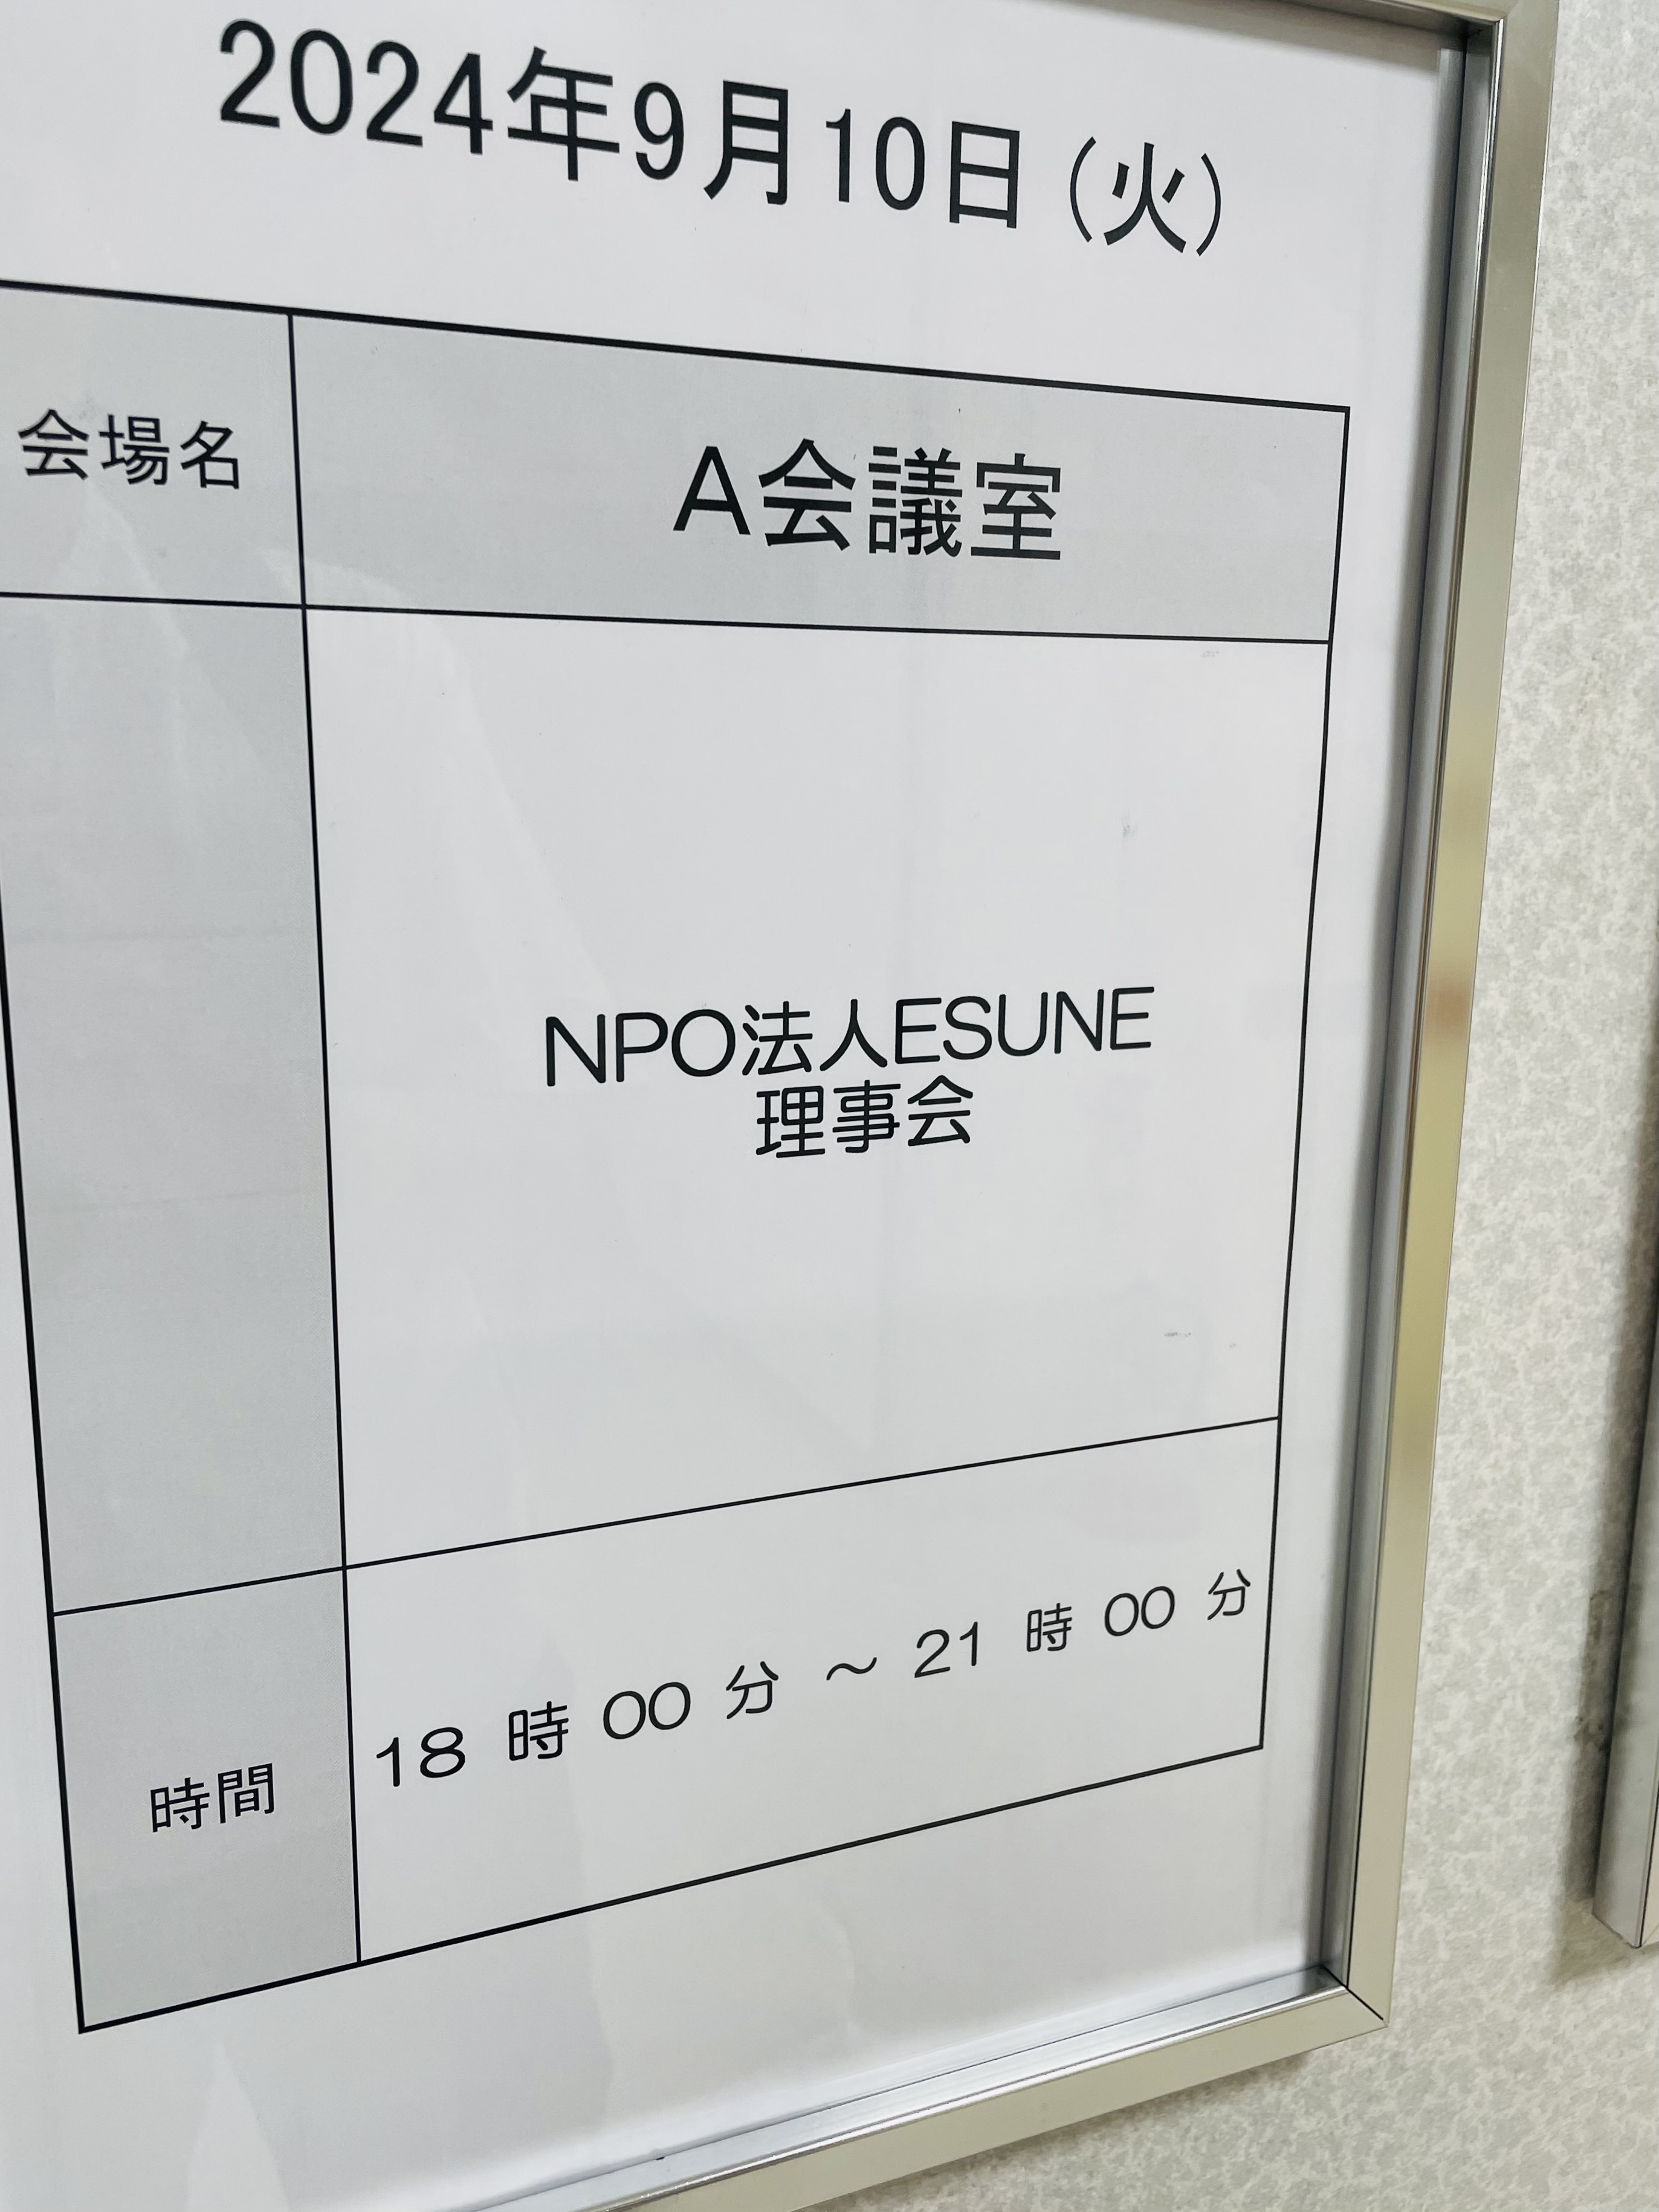 2024年9月10日（火）
会場名
A会議室
NPO法人ESUNE
理事会
時間
18 時 00 分 ～ 21 時 00 分